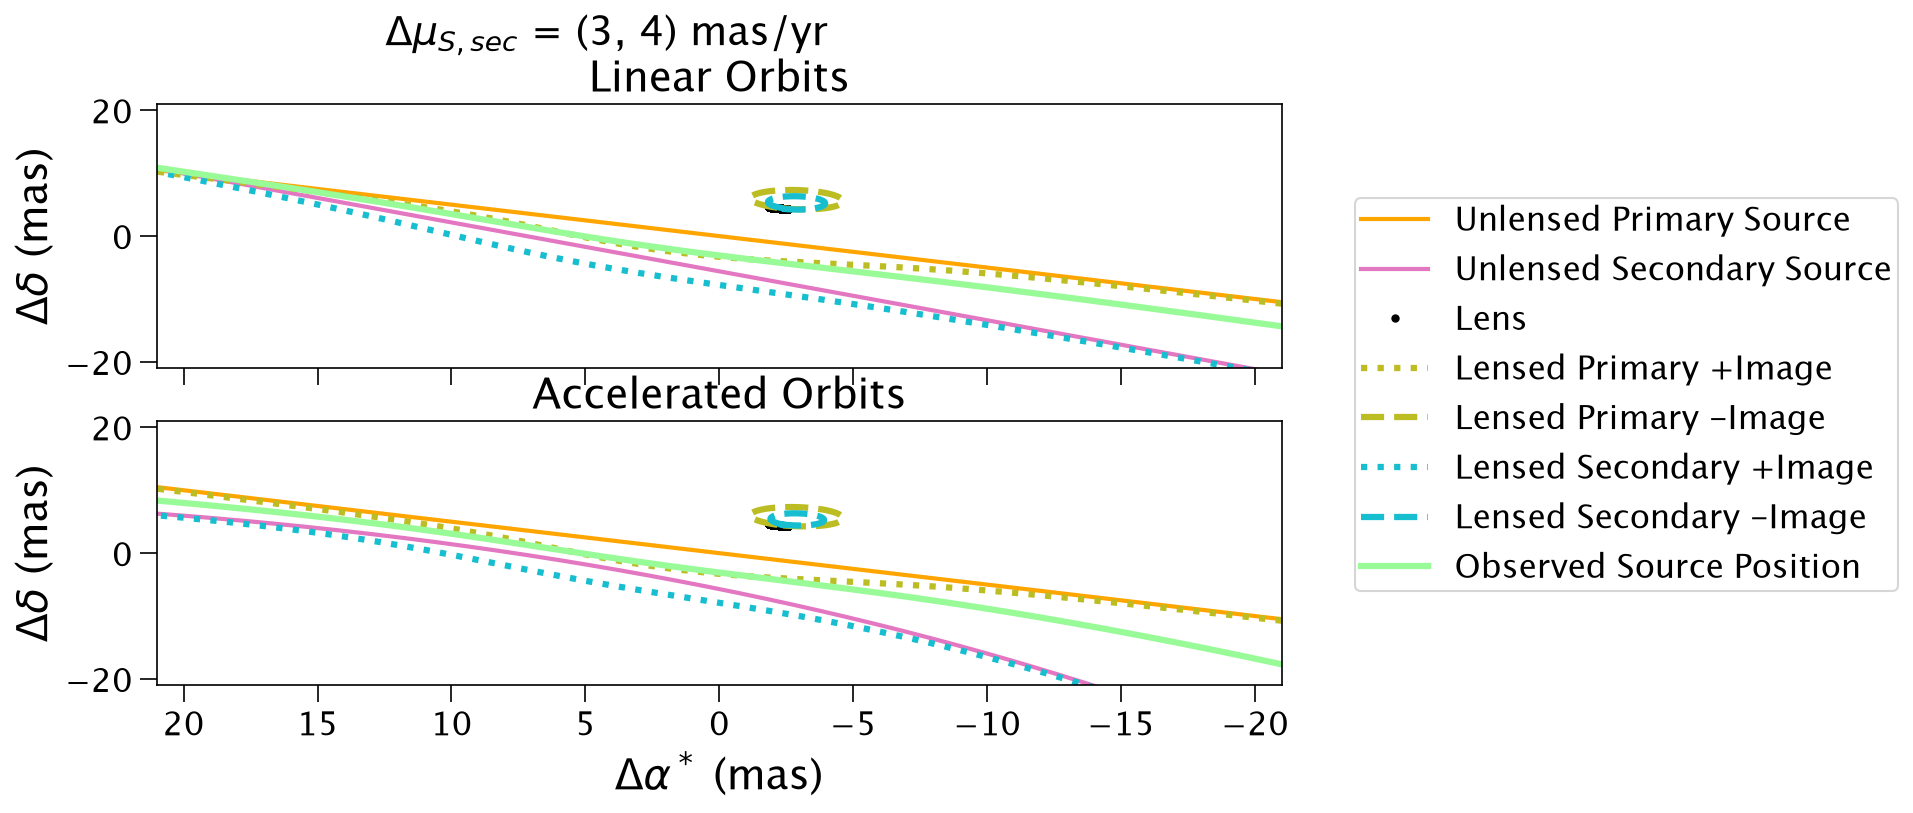 Δμ_{S, sec} = (3, 4) mas/yr
Linear Orbits
20
0
−20
Δδ (mas)
Accelerated Orbits
20
0
−20
Δδ (mas)
20 15 10 5 0 −5 −10 −15 −20
Δα* (mas)
Unlensed Primary Source
Unlensed Secondary Source
Lens
Lensed Primary +Image
Lensed Primary -Image
Lensed Secondary +Image
Lensed Secondary -Image
Observed Source Position